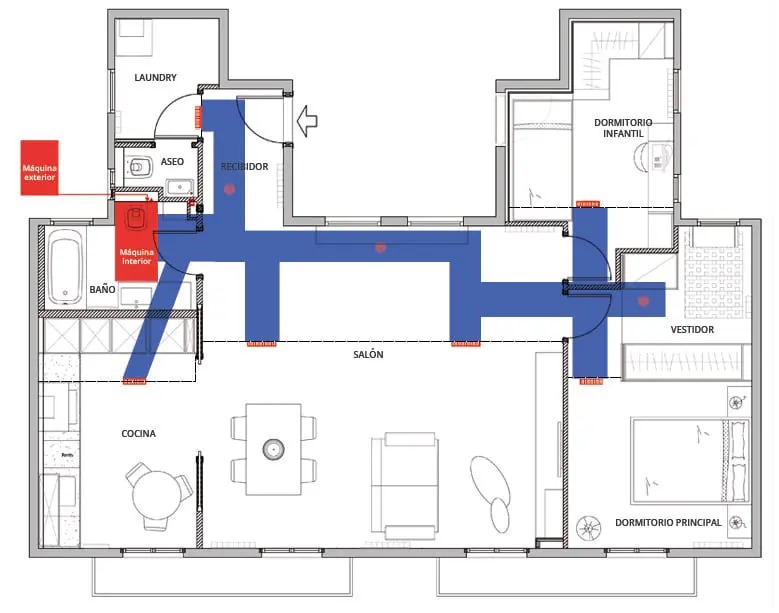 LAUNDRY
DORMITORIO
INFANTIL
ASEO
RECIBIDOR
Máquina
exterior
Máquina
interior
BAÑO
VESTIDOR
SALÓN
COCINA
DORMITORIO PRINCIPAL